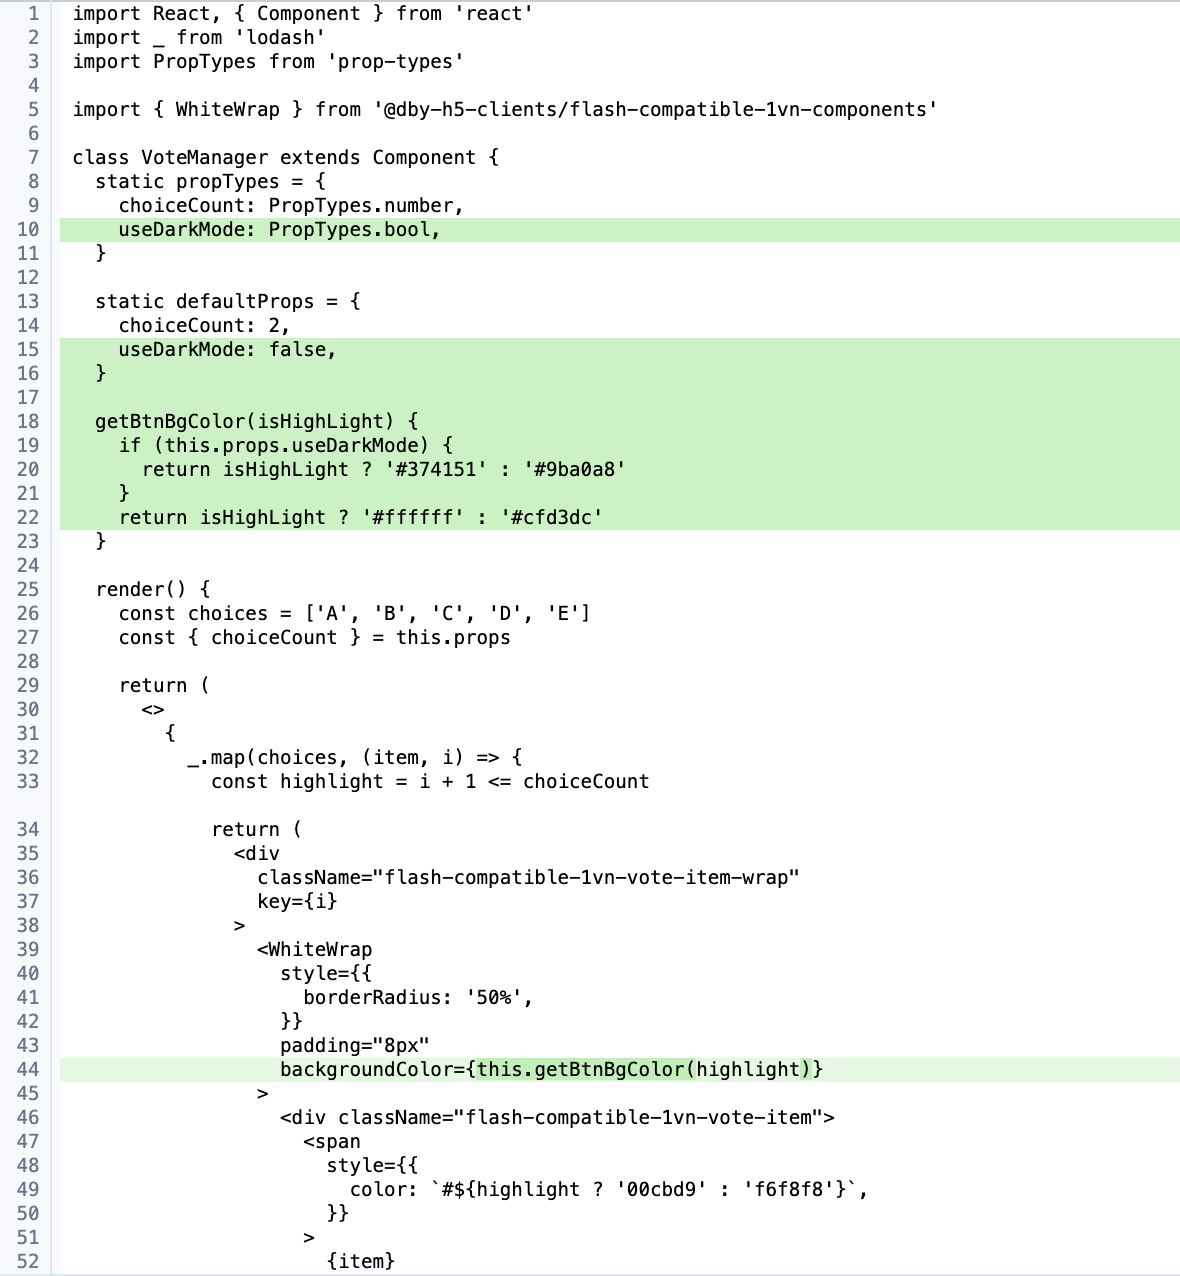 1 import React, { Component } from 'react'
2 import _ from 'lodash'
3 import PropTypes from 'prop-types'
4
5 import { WhiteWrap } from '@dby-h5-clients/flash-compatible-1vn-components'
6
7 class VoteManager extends Component {
8   static propTypes = {
9     choiceCount: PropTypes.number,
10     useDarkMode: PropTypes.bool,
11   }
12
13   static defaultProps = {
14     choiceCount: 2,
15     useDarkMode: false,
16   }
17
18   getBtnBgColor(isHighLight) {
19     if (this.props.useDarkMode) {
20       return isHighLight ? '#374151' : '#9ba0a8'
21     }
22     return isHighLight ? '#ffffff' : '#cfd3dc'
23   }
24
25   render() {
26     const choices = ['A', 'B', 'C', 'D', 'E']
27     const { choiceCount } = this.props
28
29     return (
30       <>
31         {
32           _.map(choices, (item, i) => {
33             const highlight = i + 1 <= choiceCount
34             return (
35               <div
36                 className="flash-compatible-1vn-vote-item-wrap"
37                 key={i}
38               >
39                 <WhiteWrap
40                   style={{
41                     borderRadius: '50%',
42                   }}
43                   padding="8px"
44                   backgroundColor={this.getBtnBgColor(highlight)}
45                 >
46                   <div className="flash-compatible-1vn-vote-item">
47                     <span
48                       style={{
49                         color: `#${highlight ? '00cbd9' : 'f6f8f8'}`,
50                       }}
51                     >
52                       {item}